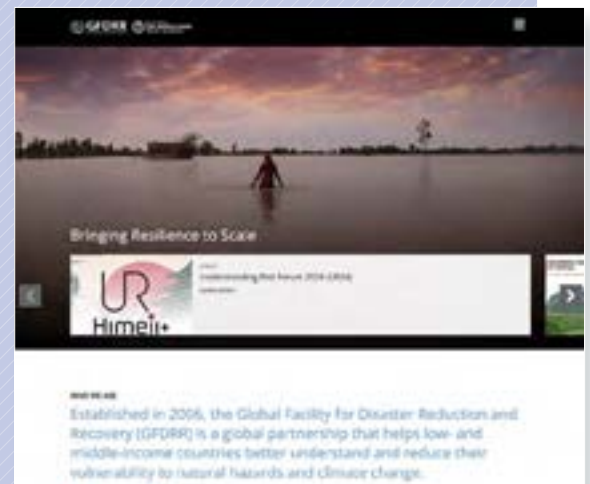 GFDRR
Bringing Resilience to Scale
UR
Himeji+
Understanding Risk Forum 2024 (UR24)
WHO WE ARE
Established in 2006, the Global Facility for Disaster Reduction and
Recovery (GFDRR) is a global partnership that helps low- and
middle-income countries better understand and reduce their
vulnerability to natural hazards and climate change.